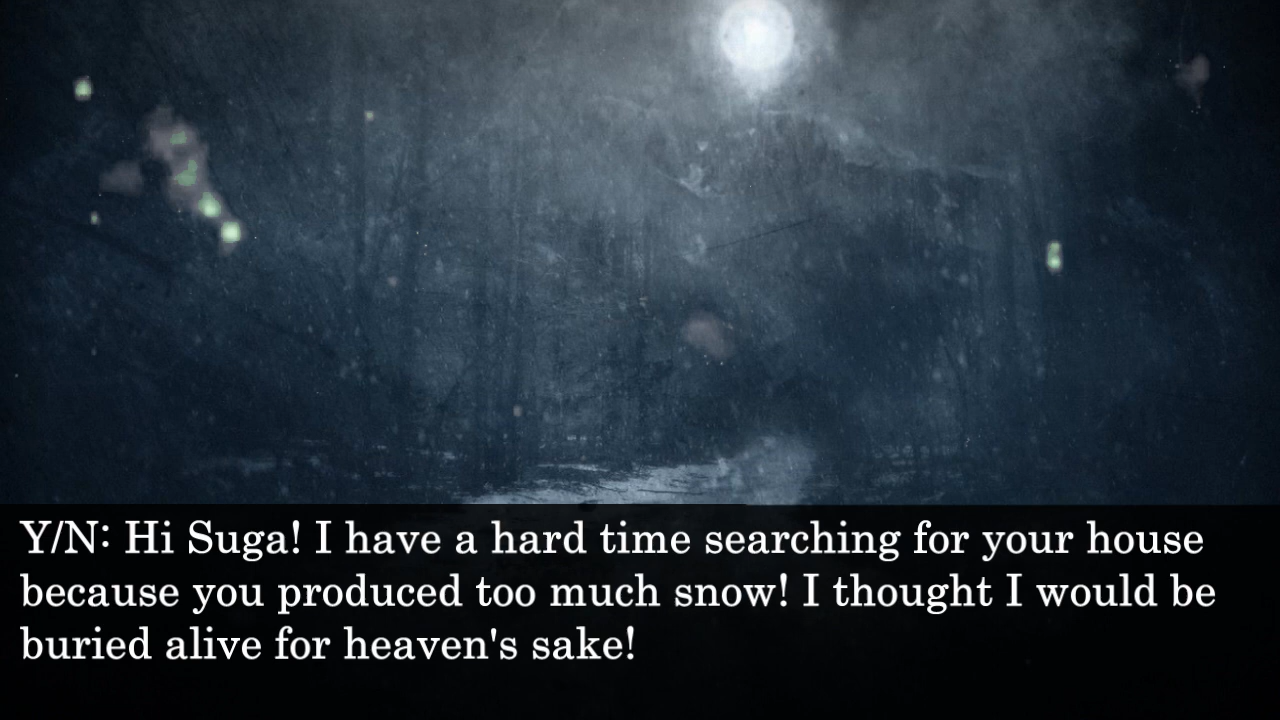 Y/N: Hi Suga! I have a hard time searching for your house
because you produced too much snow! I thought I would be
buried alive for heaven's sake!